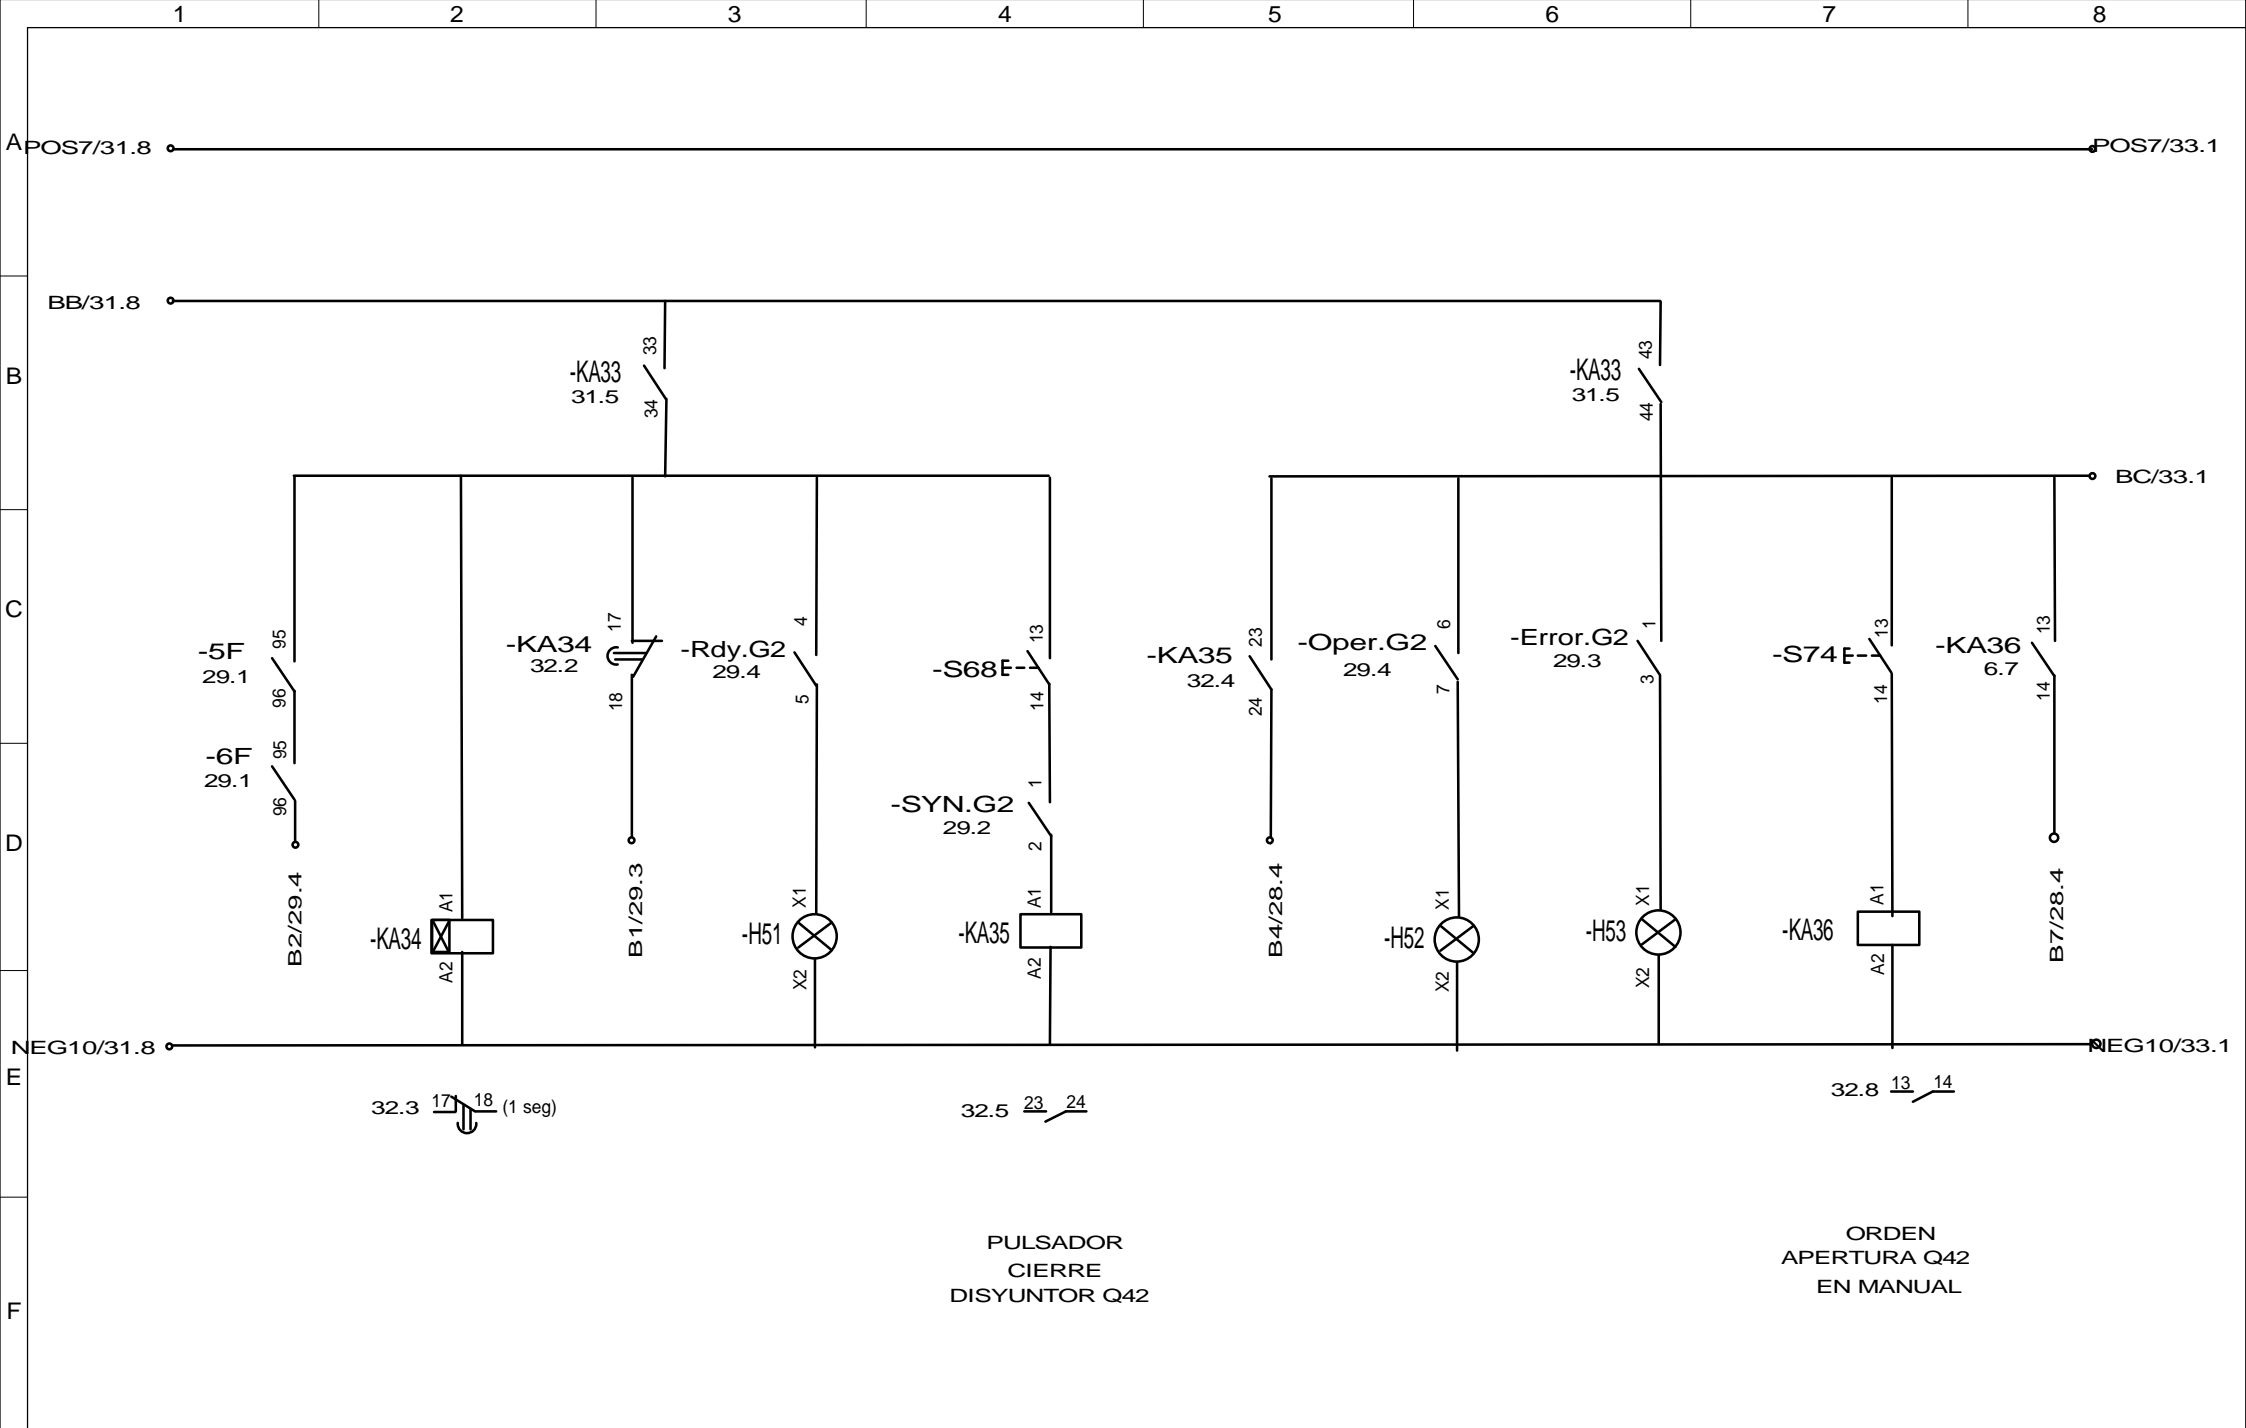 1 2 3 4 5 6 7 8
A
POS7/31.8
POS7/33.1
BB/31.8
B
-KA33
31.5
33
34
-KA33
31.5
43
44
BC/33.1
C
-5F
29.1
95
96
-6F
29.1
95
96
B2/29.4
-KA34
A1
A2
-KA34
32.2
17
18
B1/29.3
-Rdy.G2
29.4
4
5
-H51
X1
X2
-S68
13
14
-SYN.G2
29.2
1
2
-KA35
A1
A2
-KA35
32.4
23
24
B4/28.4
-Oper.G2
29.4
6
7
-H52
X1
X2
-Error.G2
29.3
1
3
-H53
X1
X2
-S74
13
14
-KA36
A1
A2
-KA36
6.7
13
14
B7/28.4
D
NEG10/31.8
NEG10/33.1
E
32.3 17 18 (1 seg)
32.5 23 24
32.8 13 14
PULSADOR
CIERRE
DISYUNTOR Q42
ORDEN
APERTURA Q42
EN MANUAL
F